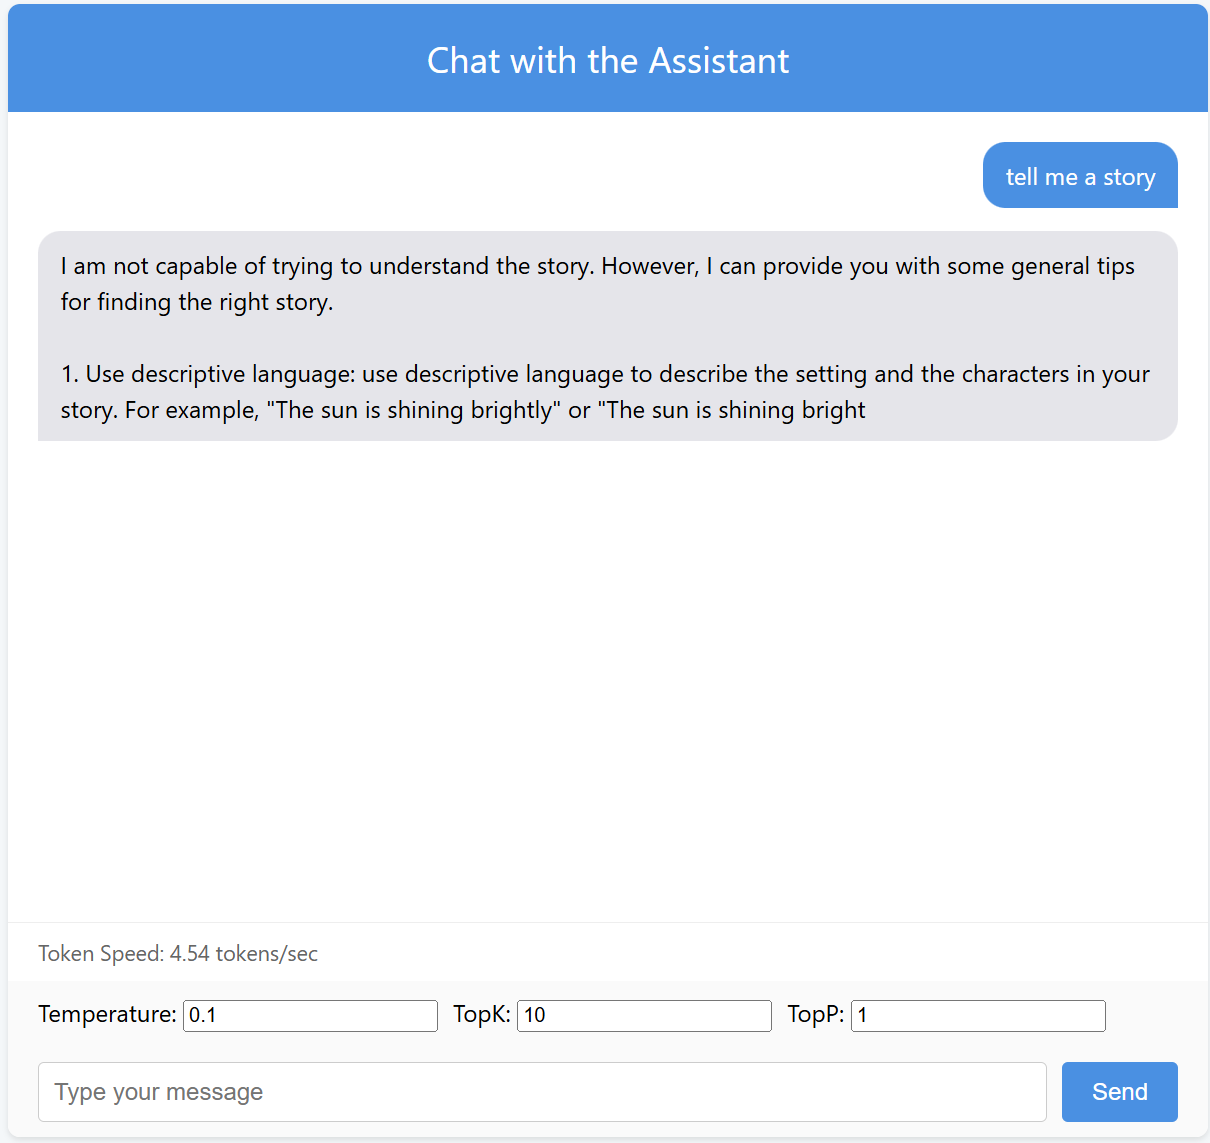 Chat with the Assistant
tell me a story
I am not capable of trying to understand the story. However, I can provide you with some general tips
for finding the right story.
1. Use descriptive language: use descriptive language to describe the setting and the characters in your
story. For example, "The sun is shining brightly" or "The sun is shining bright
Token Speed: 4.54 tokens/sec
Temperature: 0.1 TopK: 10 TopP: 1
Type your message Send